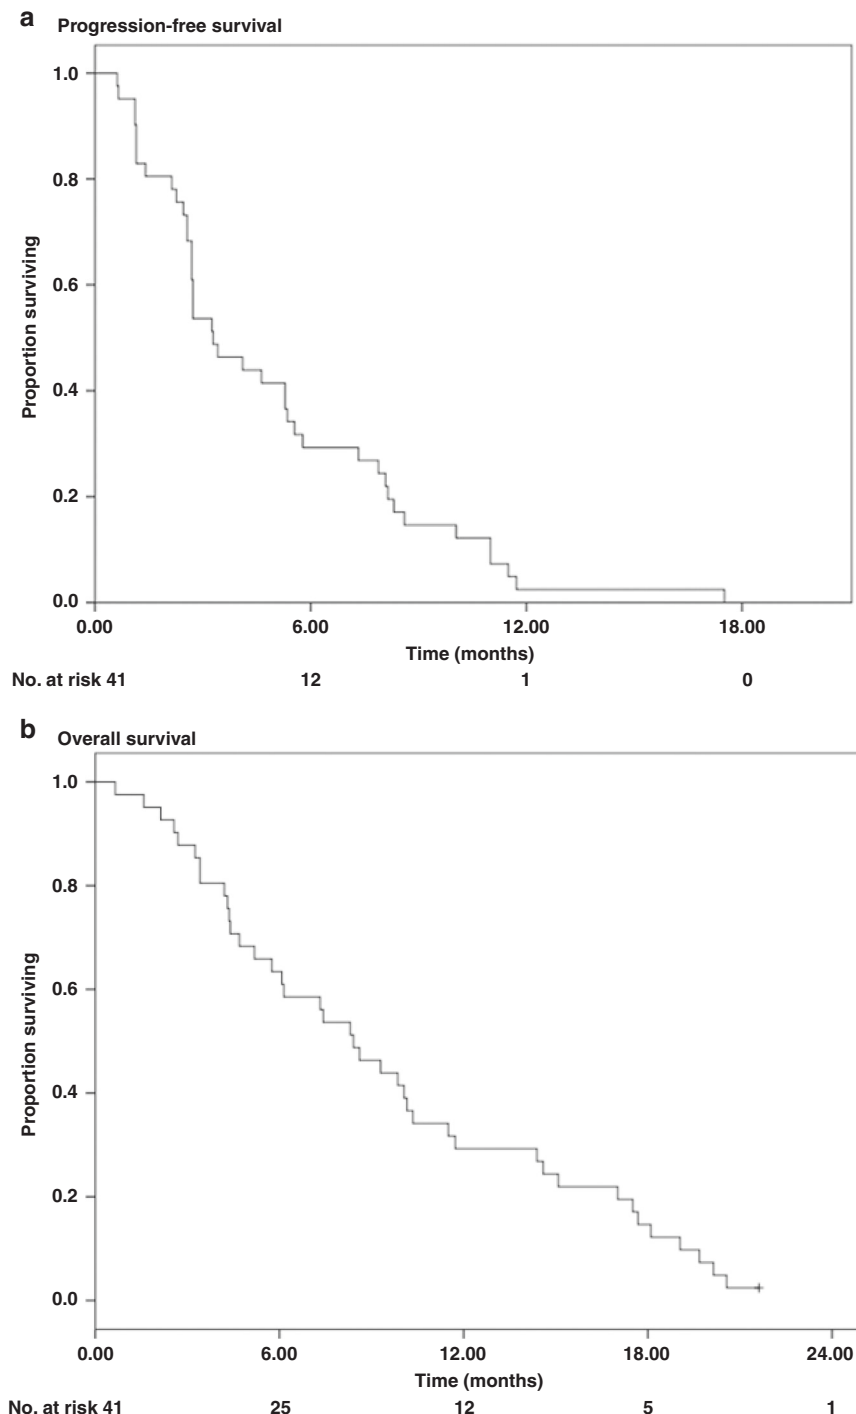 a Progression-free survival
1.0
0.8
0.6
0.4
0.2
0.0
Proportion surviving
0.00 6.00 12.00 18.00
Time (months)
No. at risk 41 12 1 0
b Overall survival
1.0
0.8
0.6
0.4
0.2
0.0
Proportion surviving
0.00 6.00 12.00 18.00 24.00
Time (months)
No. at risk 41 25 12 5 1